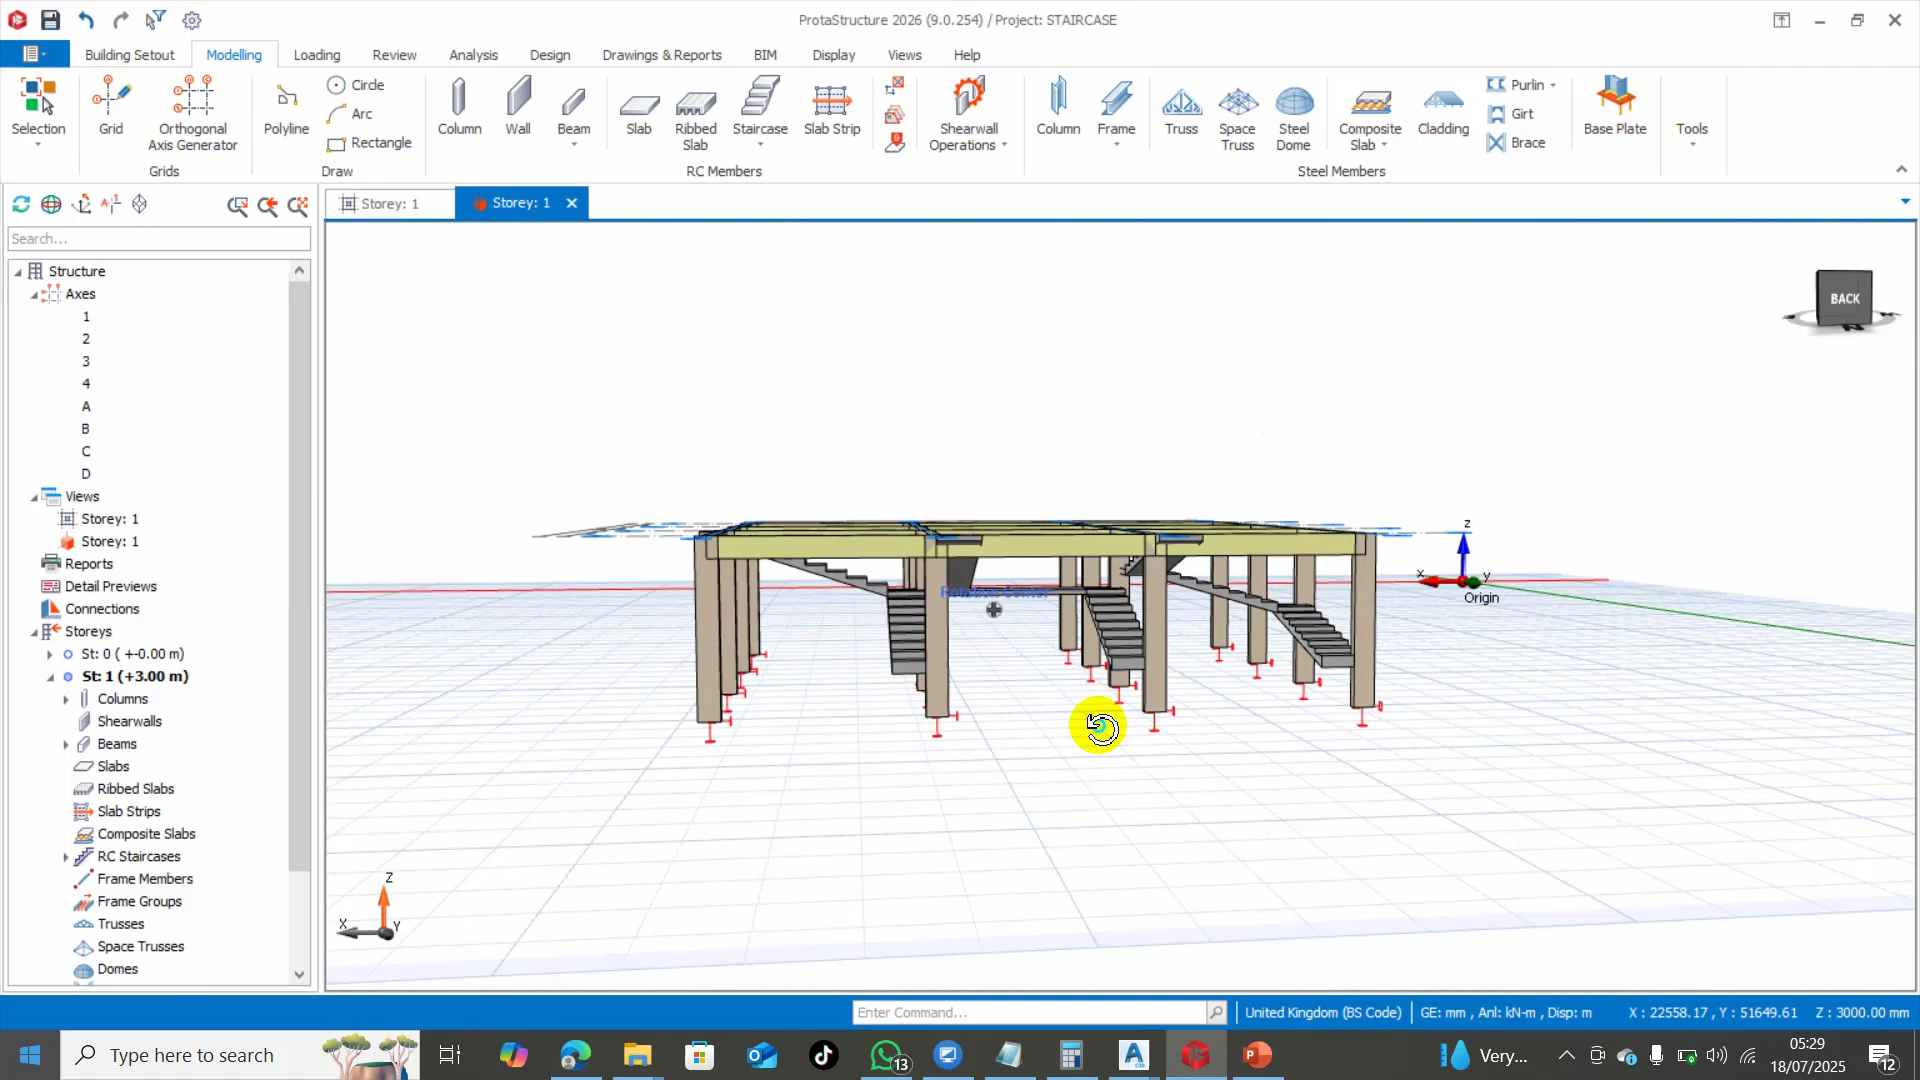 ProtaStructure 2026 (9.0.254) / Project: STAIRCASE
Building Setout
Modelling
Loading
Review
Analysis
Design
Drawings & Reports
BIM
Display
Views
Help
Selection
Grid
Orthogonal
Axis Generator
Grids
Polyline
Circle
Arc
Rectangle
Draw
Column
Wall
Beam
Slab
Ribbed
Slab
Staircase
Slab Strip
Shearwall
Operations
RC Members
Column
Frame
Truss
Space
Truss
Steel
Dome
Composite
Slab
Cladding
Purlin
Girt
Brace
Steel Members
Base Plate
Tools
Storey: 1
Storey: 1
Search...
Structure
Axes
1
2
3
4
A
B
C
D
Views
Storey: 1
Storey: 1
Reports
Detail Previews
Connections
Storeys
St: 0 ( +-0.00 m)
St: 1 (+3.00 m)
Columns
Shearwalls
Beams
Slabs
Ribbed Slabs
Slab Strips
Composite Slabs
RC Staircases
Frame Members
Frame Groups
Trusses
Space Trusses
Domes
BACK
Rotation Center
z
x
y
Origin
Z
X
Y
Enter Command...
United Kingdom (BS Code)
GE: mm , Anl: kN-m , Disp: m
X : 22558.17 , Y : 51649.61
Z : 3000.00 mm
Type here to search
13
Very...
05:29
18/07/2025
12